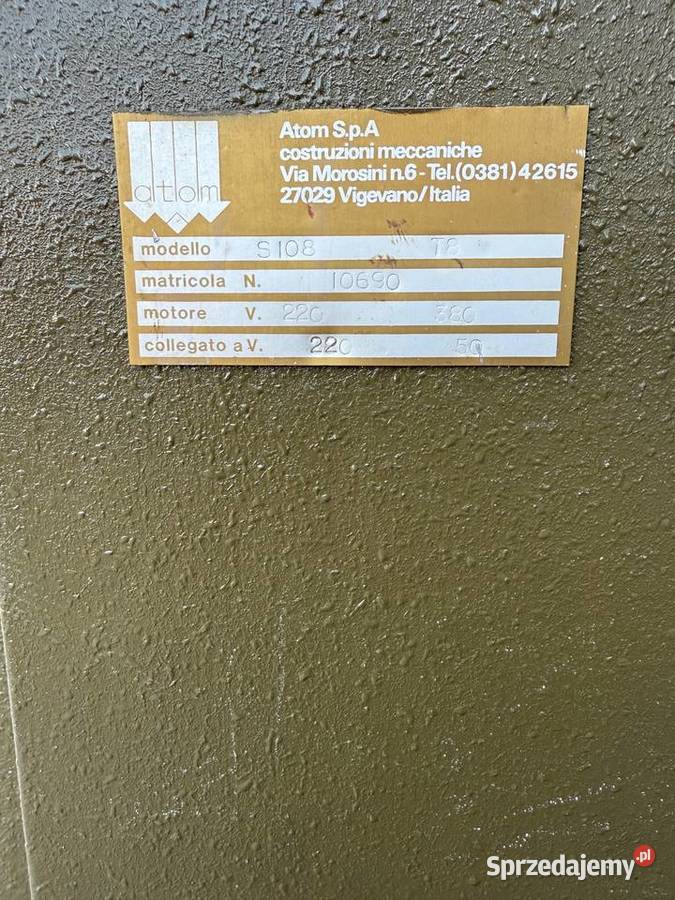 atom
Atom S.p.A
costruzioni meccaniche
Via Morosini n.6-Tel.(0381)42615
27029 Vigevano/Italia
modello S108 T8
matricola N. 10690
motore V. 220 380
collegato a V. 220 50
Sprzedajemy.pl